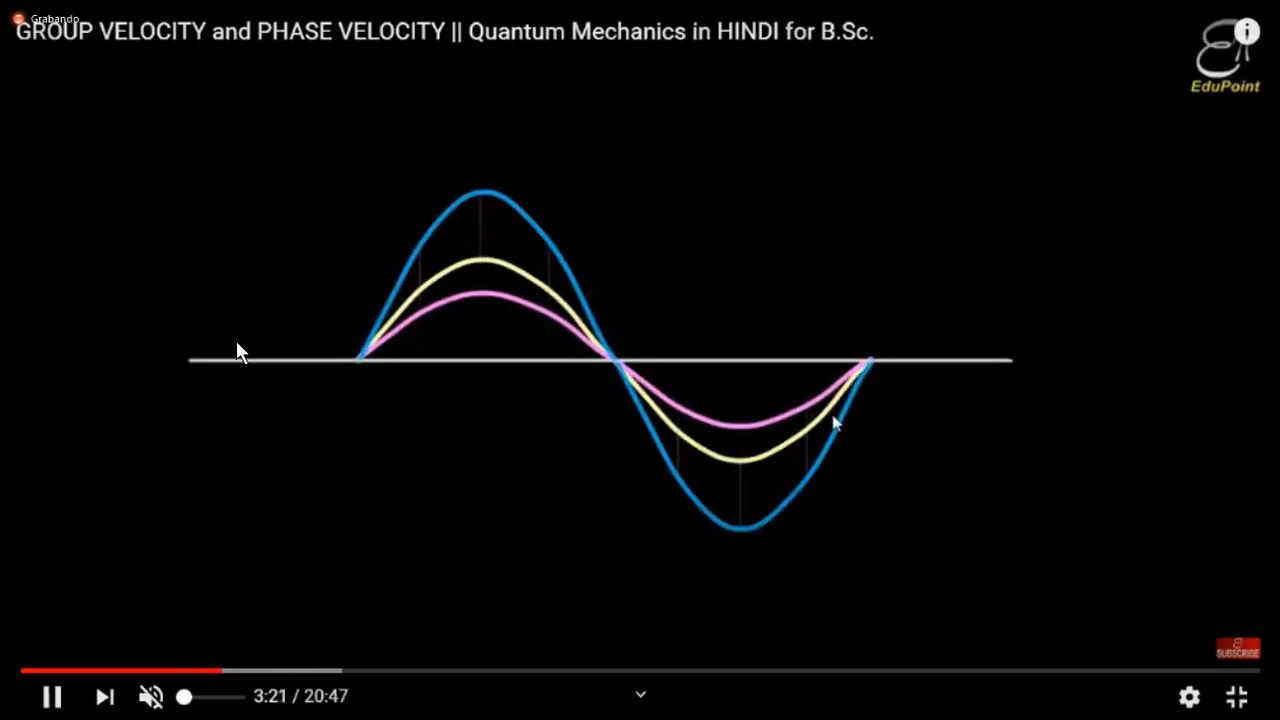 Grabando
GROUP VELOCITY and PHASE VELOCITY || Quantum Mechanics in HINDI for B.Sc.
i
EduPoint
SUBSCRIBE
3:21 / 20:47